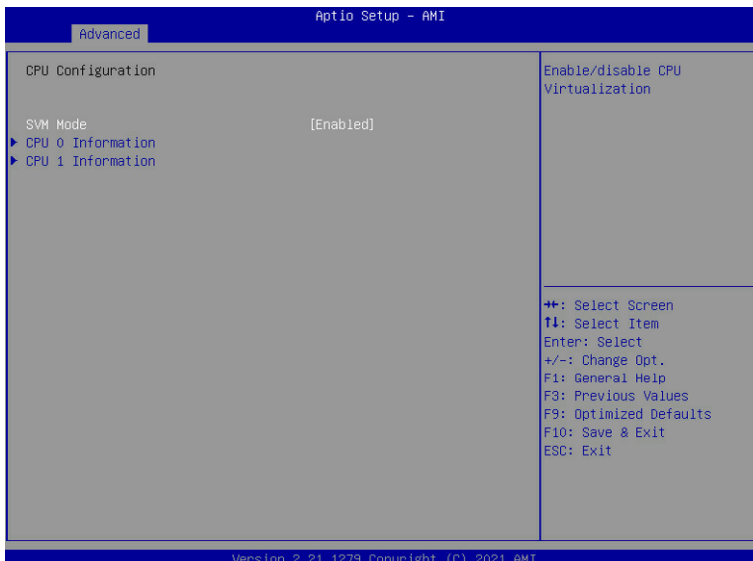 Aptio Setup – AMI
Advanced
CPU Configuration
SVM Mode [Enabled]
CPU 0 Information
CPU 1 Information
Enable/disable CPU
Virtualization
→←: Select Screen
↑↓: Select Item
Enter: Select
+/-: Change Opt.
F1: General Help
F3: Previous Values
F9: Optimized Defaults
F10: Save & Exit
ESC: Exit
Version 2.21.1279 Copyright (C) 2021 AMI